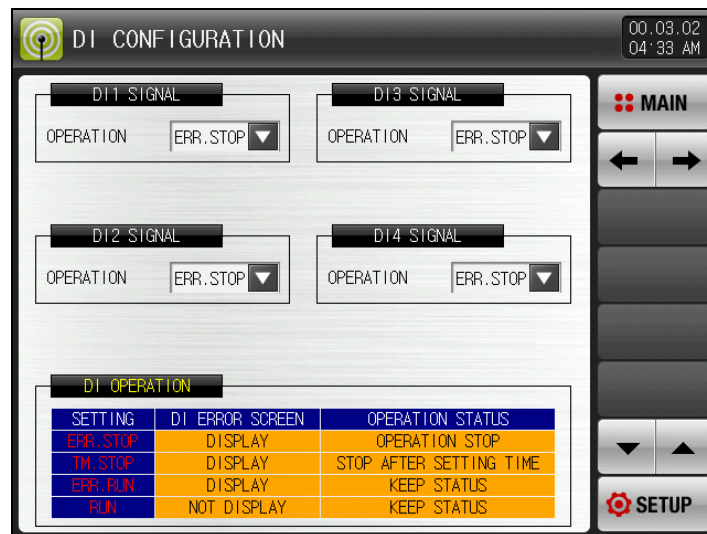 DI CONFIGURATION
00.03.02
04:33 AM
DI1 SIGNAL
OPERATION ERR.STOP
DI3 SIGNAL
OPERATION ERR.STOP
DI2 SIGNAL
OPERATION ERR.STOP
DI4 SIGNAL
OPERATION ERR.STOP
DI OPERATION
SETTING DI ERROR SCREEN OPERATION STATUS
ERR.STOP DISPLAY OPERATION STOP
TM.STOP DISPLAY STOP AFTER SETTING TIME
ERR.RUN DISPLAY KEEP STATUS
RUN NOT DISPLAY KEEP STATUS
MAIN
SETUP